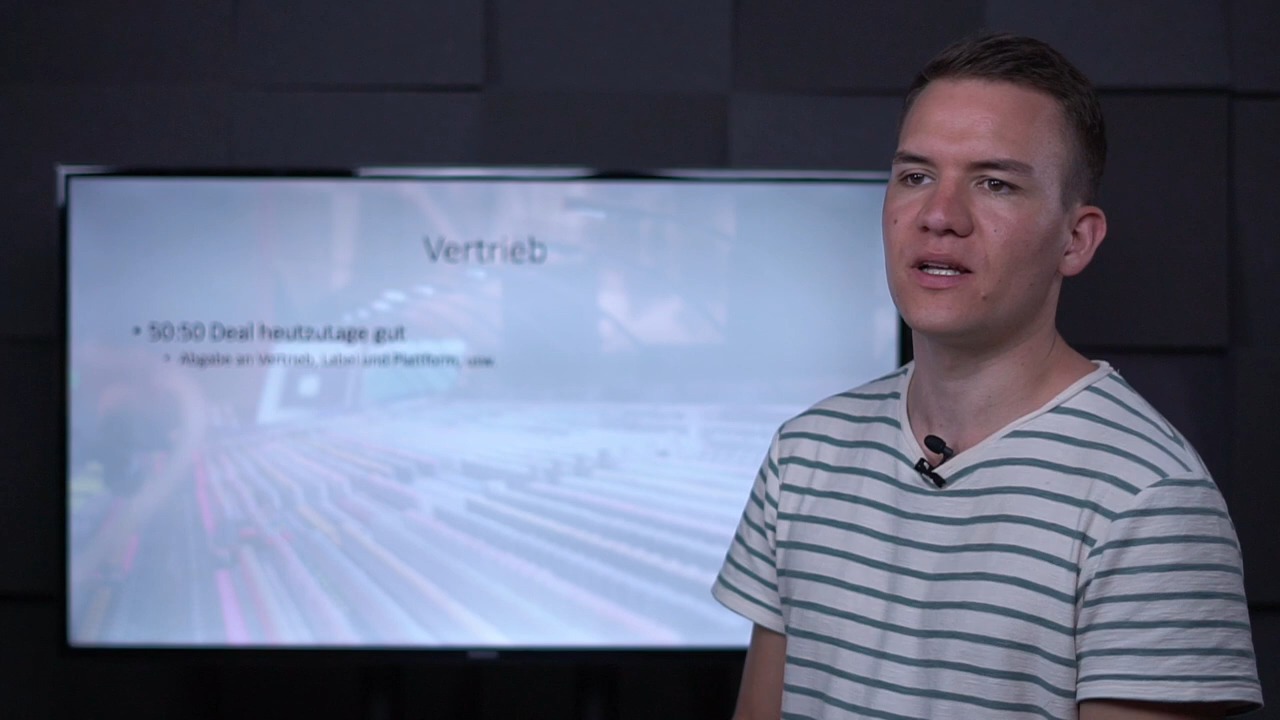 Vertrieb
• 50:50 Deal heutzutage gut
• Abgabe an Vertrieb, Label und Plattform, usw.